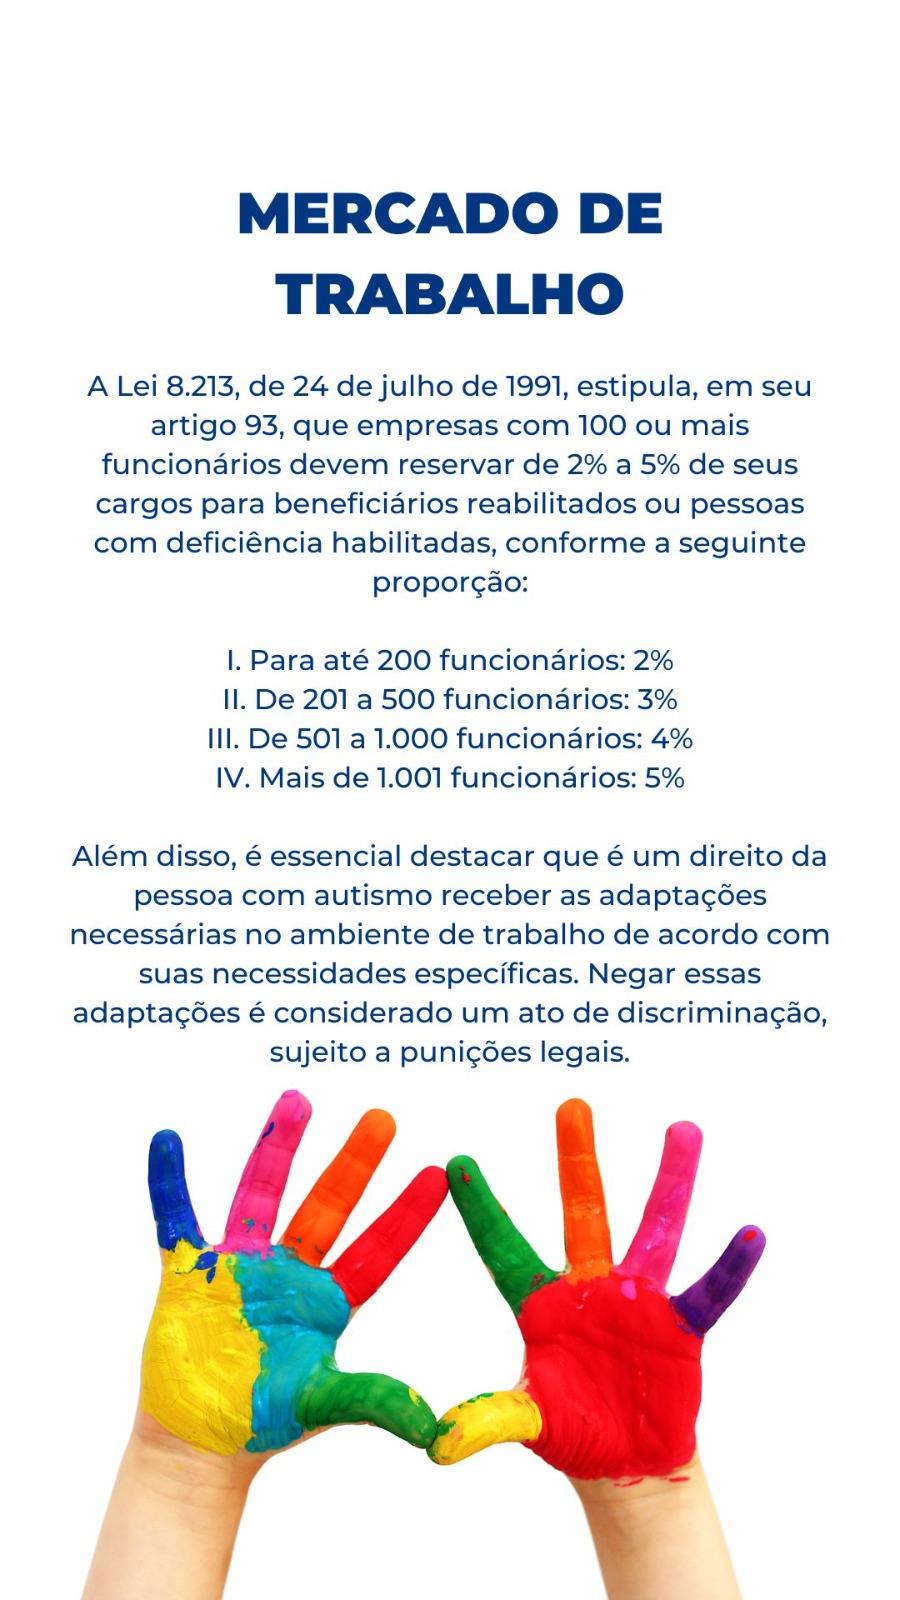 MERCADO DE
TRABALHO
A Lei 8.213, de 24 de julho de 1991, estipula, em seu
artigo 93, que empresas com 100 ou mais
funcionários devem reservar de 2% a 5% de seus
cargos para beneficiários reabilitados ou pessoas
com deficiência habilitadas, conforme a seguinte
proporção:
I. Para até 200 funcionários: 2%
II. De 201 a 500 funcionários: 3%
III. De 501 a 1.000 funcionários: 4%
IV. Mais de 1.001 funcionários: 5%
Além disso, é essencial destacar que é um direito da
pessoa com autismo receber as adaptações
necessárias no ambiente de trabalho de acordo com
suas necessidades específicas. Negar essas
adaptações é considerado um ato de discriminação,
sujeito a punições legais.